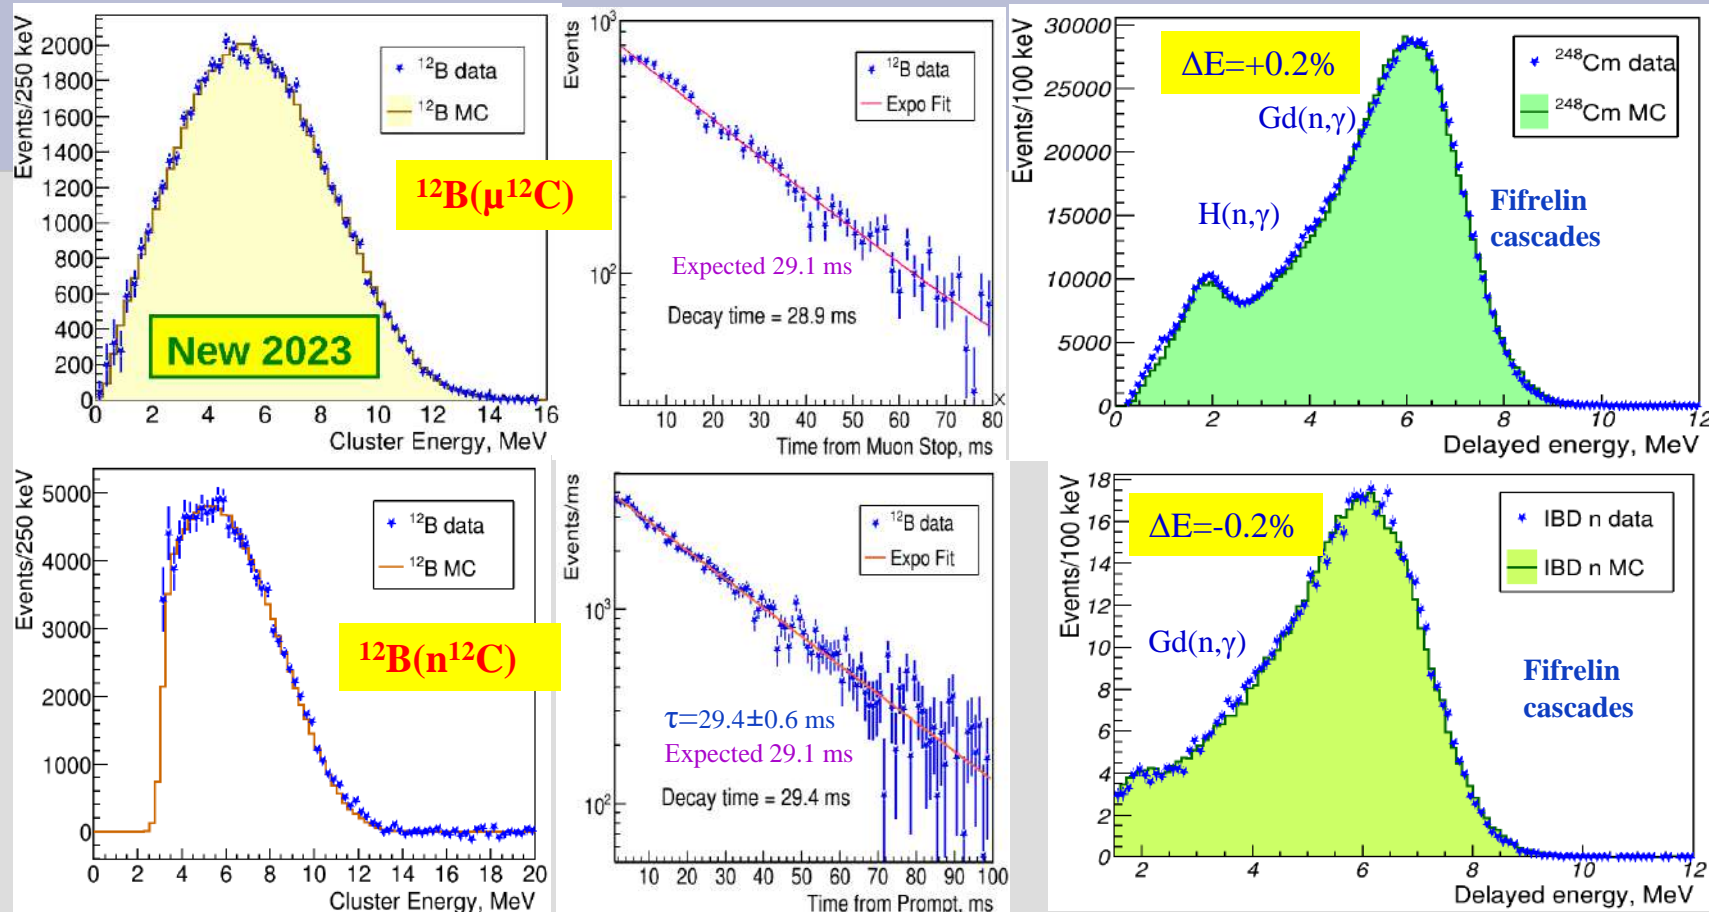 Events/250 keV
2000
1800
1600
1400
1200
1000
800
600
400
200
0
¹²B data
¹²B MC
New 2023
0 2 4 6 8 10 12 14 16
Cluster Energy, MeV
¹²B(μ¹²C)
Events
10³
10²
¹²B data
Expo Fit
Expected 29.1 ms
Decay time = 28.9 ms
10 20 30 40 50 60 70 80
Time from Muon Stop, ms
Events/100 keV
30000
25000
20000
15000
10000
5000
0
ΔE=+0.2%
Gd(n,γ)
H(n,γ)
²⁴⁸Cm data
²⁴⁸Cm MC
Fifrelin
cascades
0 2 4 6 8 10 12
Delayed energy, MeV
Events/250 keV
5000
4000
3000
2000
1000
0
¹²B data
¹²B MC
0 2 4 6 8 10 12 14 16 18 20
Cluster Energy, MeV
¹²B(n¹²C)
Events/ms
10³
10²
¹²B data
Expo Fit
τ=29.4±0.6 ms
Expected 29.1 ms
Decay time = 29.4 ms
10 20 30 40 50 60 70 80 90 100
Time from Prompt, ms
Events/100 keV
18
16
14
12
10
8
6
4
2
0
ΔE=-0.2%
Gd(n,γ)
IBD n data
IBD n MC
Fifrelin
cascades
2 4 6 8 10 12
Delayed energy, MeV